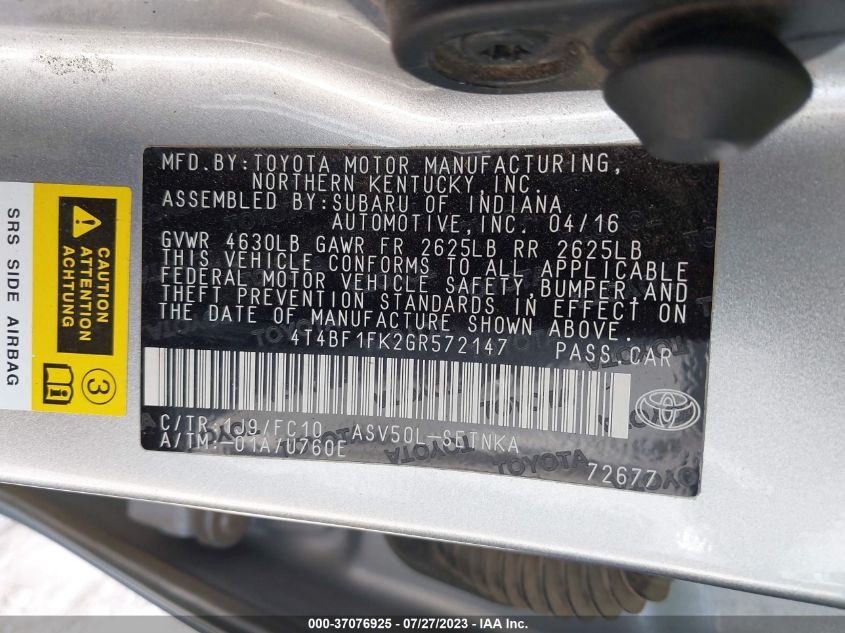 MFD.BY:TOYOTA MOTOR MANUFACTURING,
NORTHERN KENTUCKY,INC.
ASSEMBLED BY:SUBARU OF INDIANA
AUTOMOTIVE,INC. 04/16
GVWR 4630LB GAWR FR 2625LB RR 2625LB
THIS VEHICLE CONFORMS TO ALL APPLICABLE
FEDERAL MOTOR VEHICLE SAFETY,BUMPER,AND
THEFT PREVENTION STANDARDS IN EFFECT ON
THE DATE OF MANUFACTURE SHOWN ABOVE.
4T4BF1FK2GR572147 PASS.CAR
C/TR: 1J9/FC10 ASV50L-SETNKA
A/TM: -01A/U760E
72677
SRS SIDE AIRBAG
CAUTION
ATTENTION
ACHTUNG
3
000-37076925 / 07/27/2023 - © - IAA Inc.